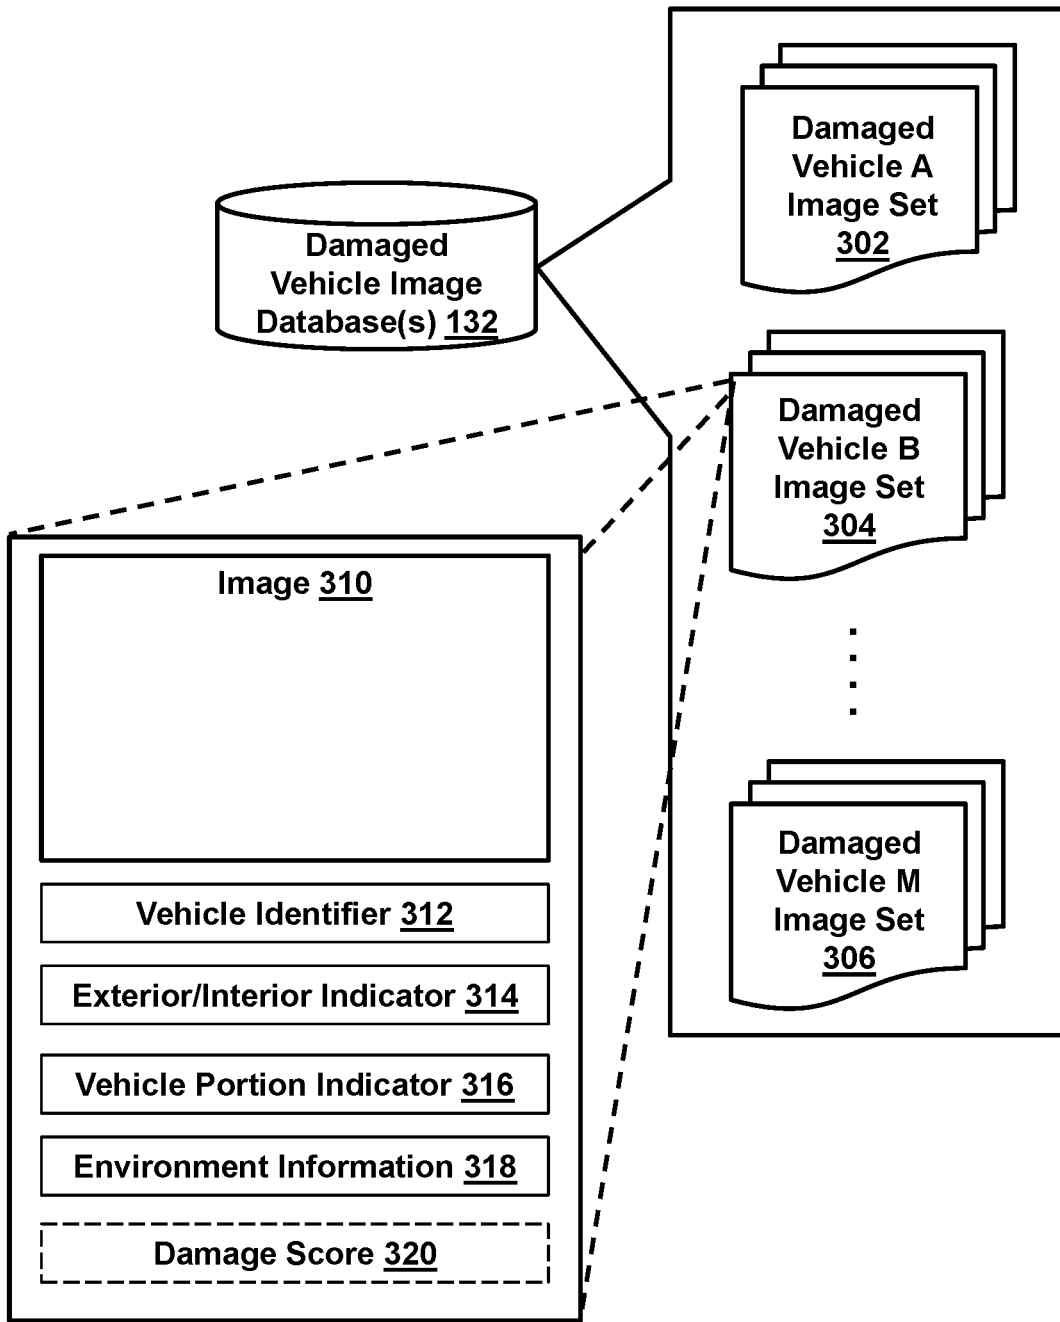 Damaged
Vehicle Image
Database(s) 132
Damaged
Vehicle A
Image Set
302
Damaged
Vehicle B
Image Set
304
Damaged
Vehicle M
Image Set
306
Image 310
Vehicle Identifier 312
Exterior/Interior Indicator 314
Vehicle Portion Indicator 316
Environment Information 318
Damage Score 320